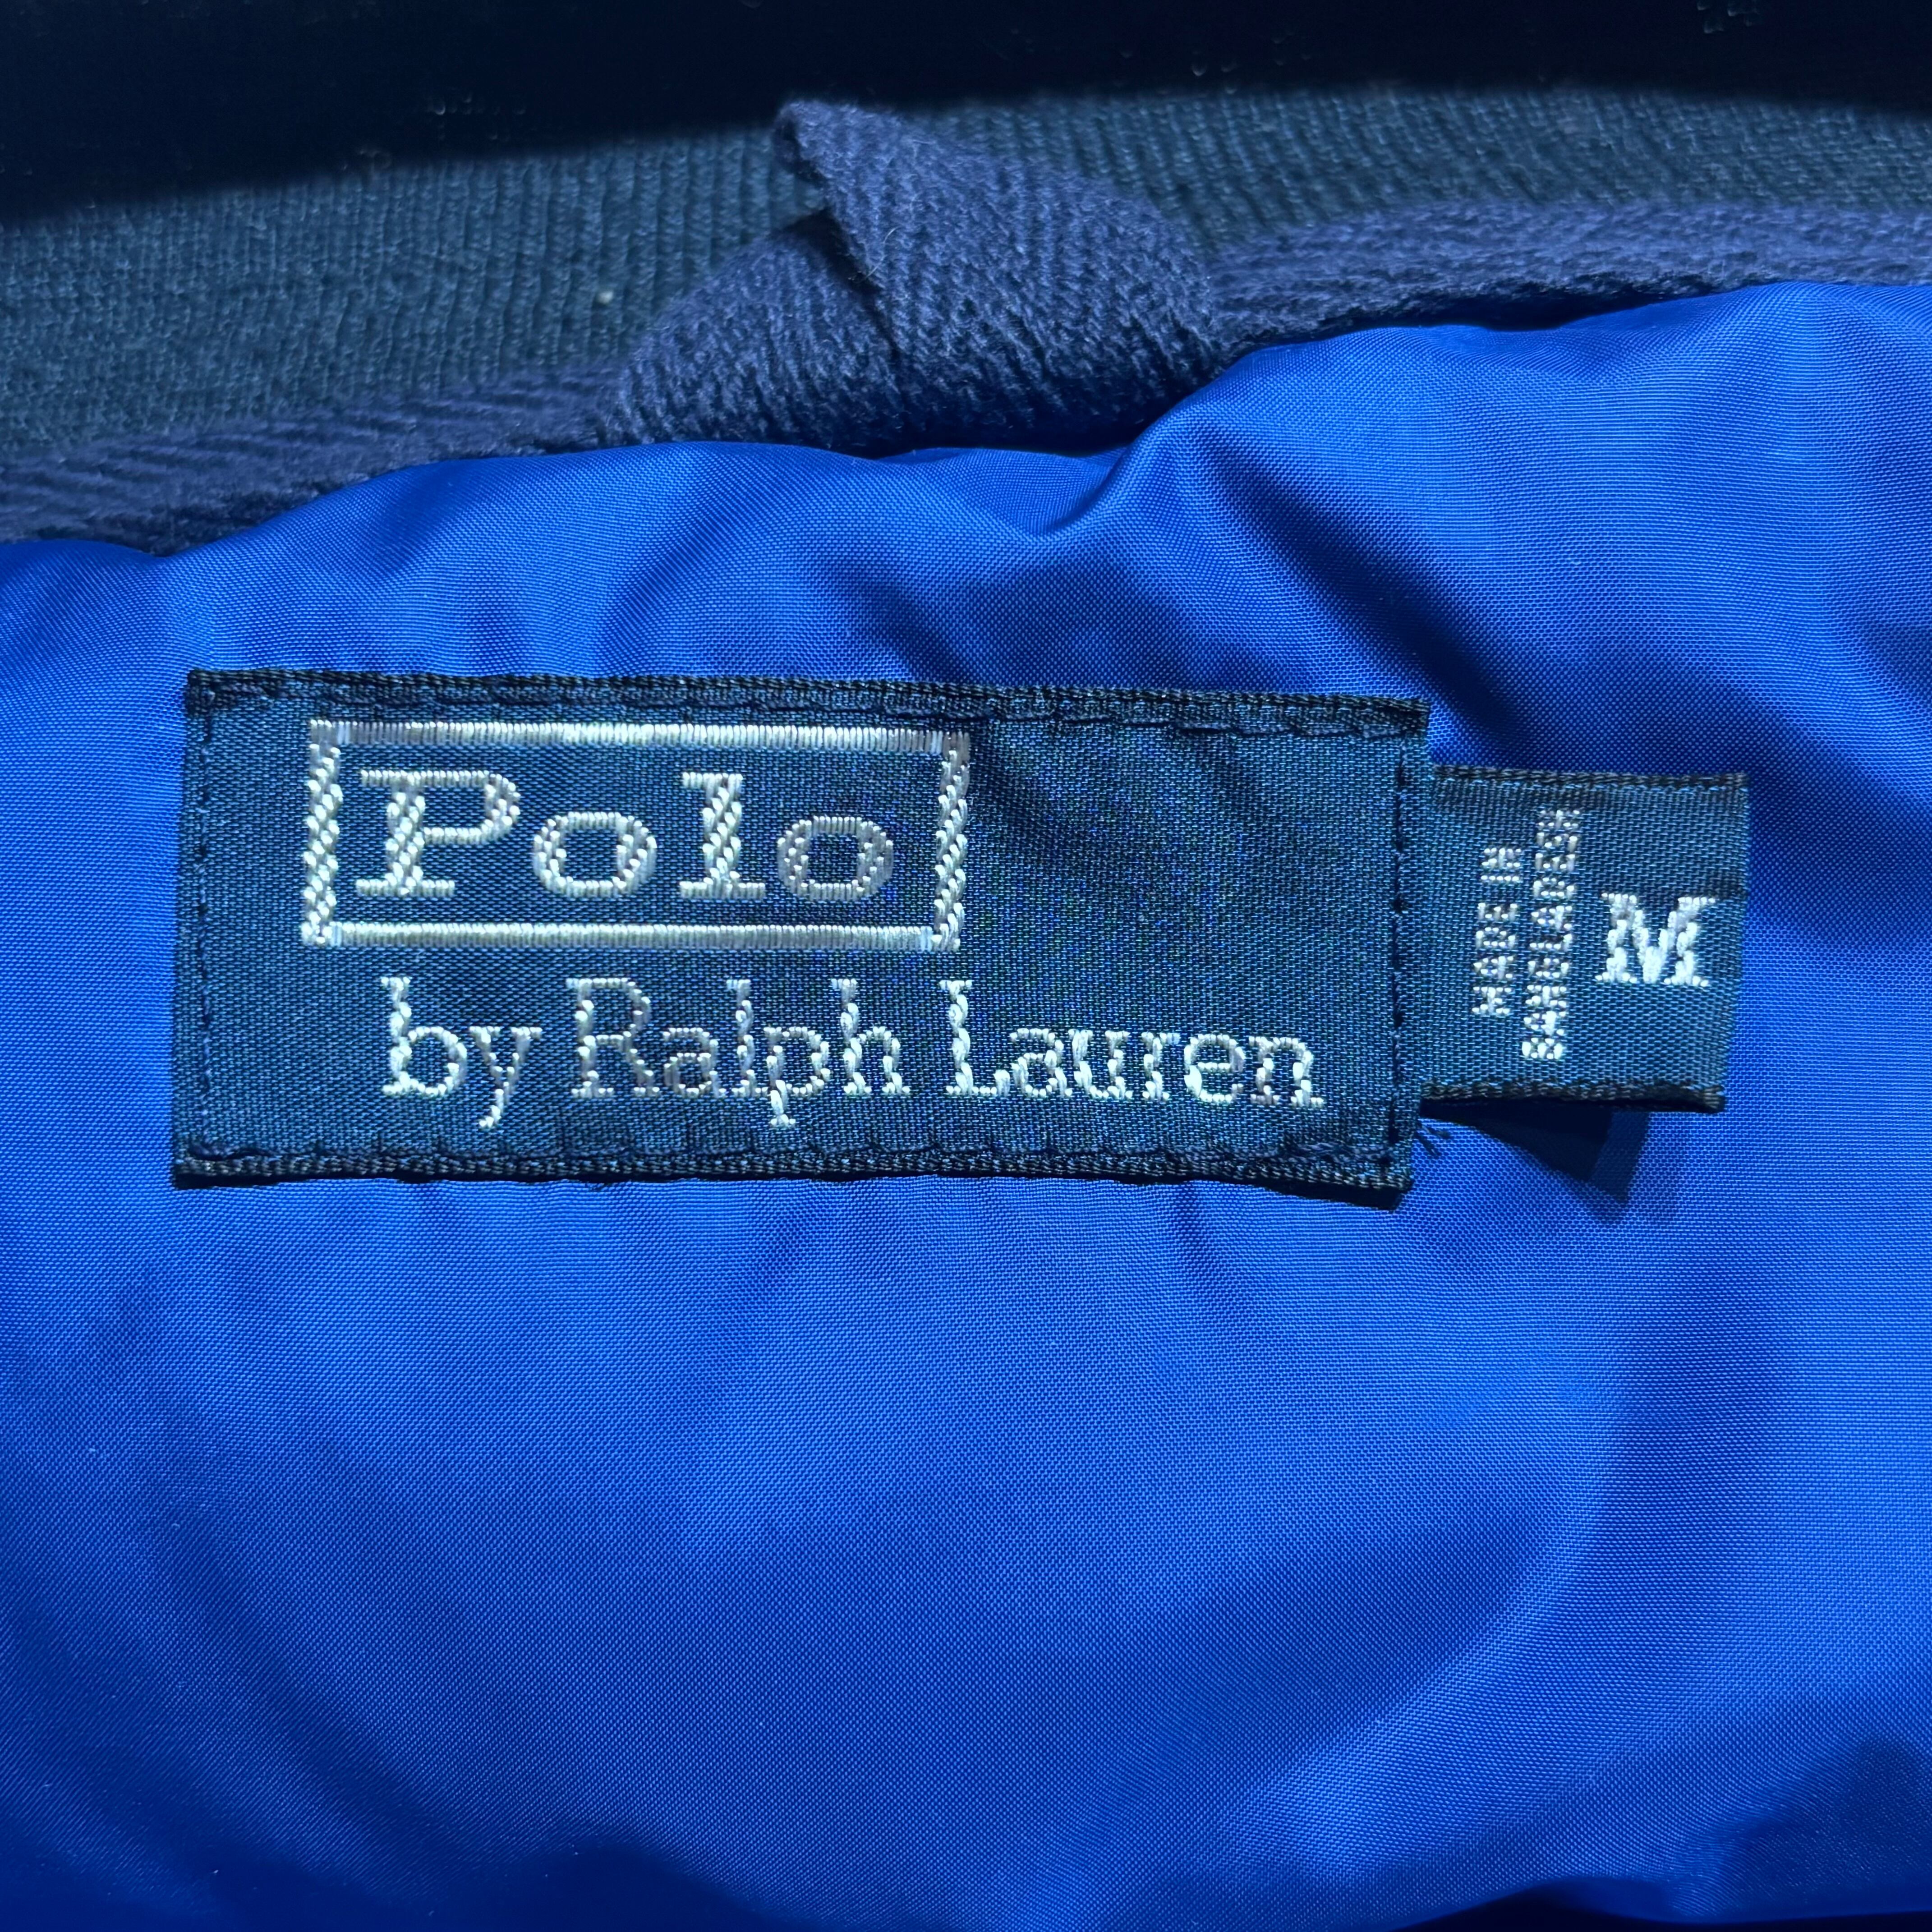 Polo
by Ralph Lauren
MADE IN
BANGLADESH
M